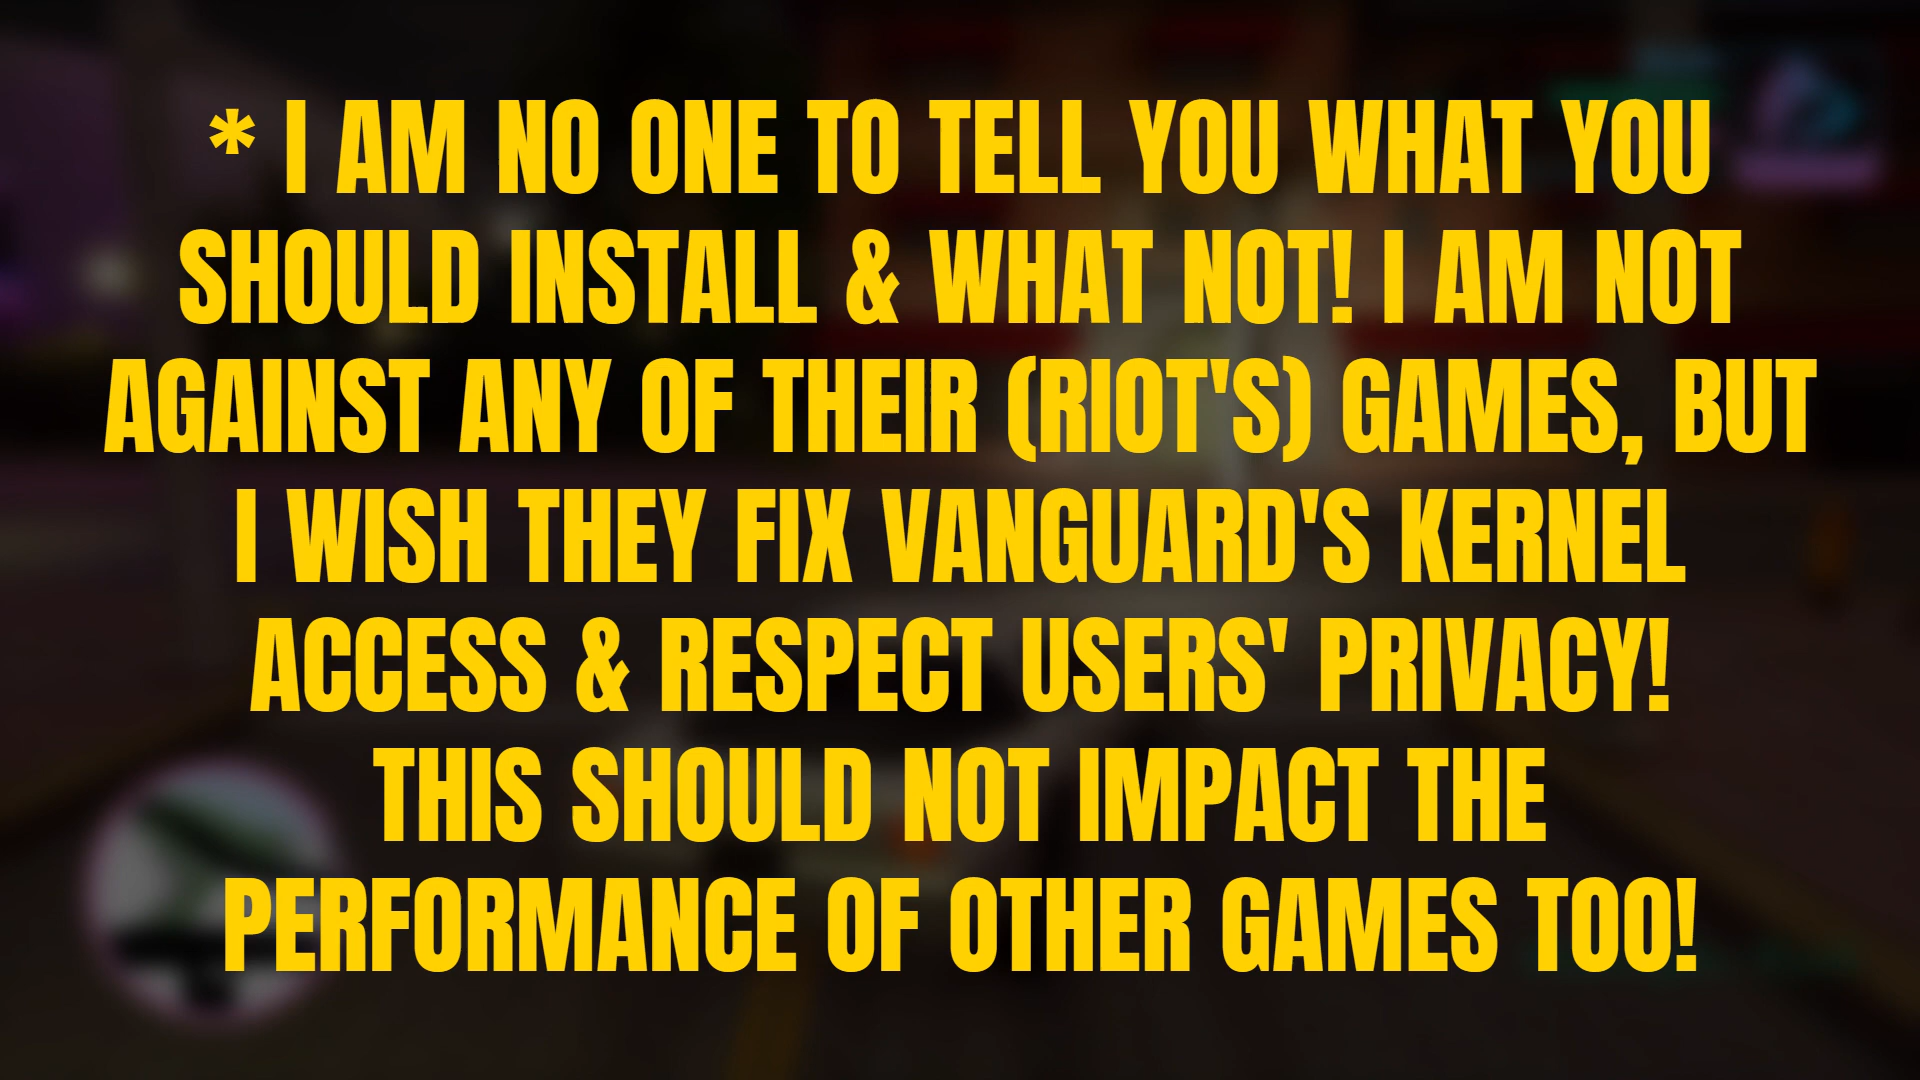 * I AM NO ONE TO TELL YOU WHAT YOU
SHOULD INSTALL & WHAT NOT! I AM NOT
AGAINST ANY OF THEIR (RIOT'S) GAMES, BUT
I WISH THEY FIX VANGUARD'S KERNEL
ACCESS & RESPECT USERS' PRIVACY!
THIS SHOULD NOT IMPACT THE
PERFORMANCE OF OTHER GAMES TOO!